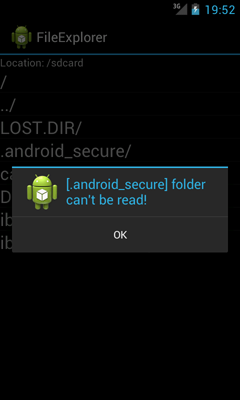 3G 19:52
FileExplorer
Location: /sdcard
/
../
LOST.DIR/
.android_secure/
[.android_secure] folder
can't be read!
OK